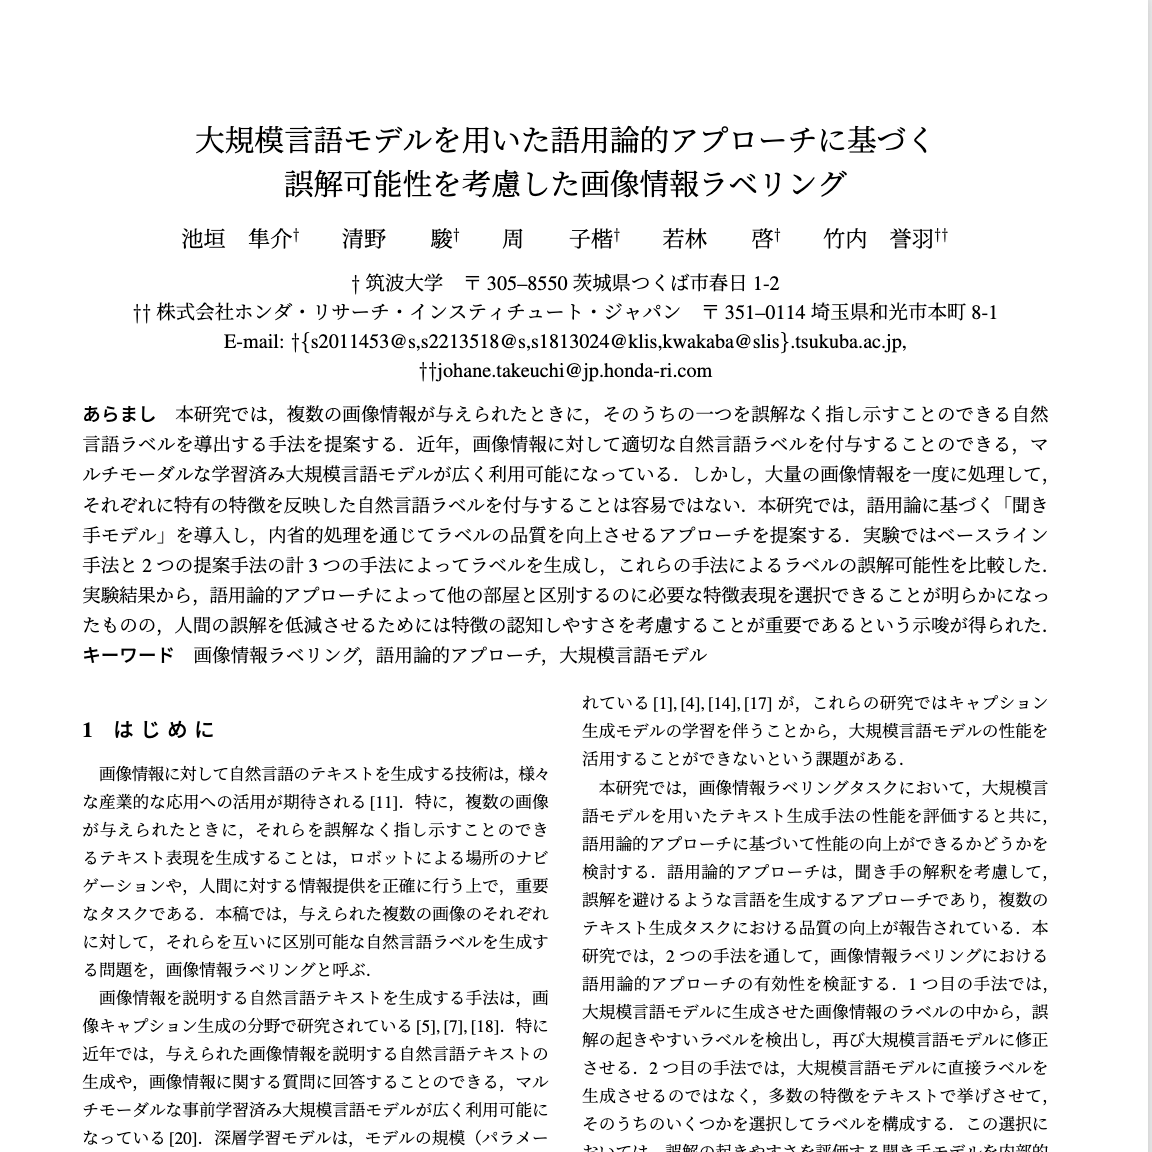 大規模言語モデルを用いた語用論的アプローチに基づく
誤解可能性を考慮した画像情報ラベリング
池垣　隼介†　清野　駿†　周　子楷†　若林　啓†　竹内　誉羽††
† 筑波大学　〒 305–8550 茨城県つくば市春日 1-2
†† 株式会社ホンダ・リサーチ・インスティチュート・ジャパン　〒 351–0114 埼玉県和光市本町 8-1
E-mail: †{s2011453@s,s2213518@s,s1813024@klis,kwakaba@slis}.tsukuba.ac.jp,
††johane.takeuchi@jp.honda-ri.com
あらまし　本研究では，複数の画像情報が与えられたときに，そのうちの一つを誤解なく指し示すことのできる自然
言語ラベルを導出する手法を提案する．近年，画像情報に対して適切な自然言語ラベルを付与することのできる，マ
ルチモーダルな学習済み大規模言語モデルが広く利用可能になっている．しかし，大量の画像情報を一度に処理して，
それぞれに特有の特徴を反映した自然言語ラベルを付与することは容易ではない．本研究では，語用論に基づく「聞き
手モデル」を導入し，内省的処理を通じてラベルの品質を向上させるアプローチを提案する．実験ではベースライン
手法と 2 つの提案手法の計 3 つの手法によってラベルを生成し，これらの手法によるラベルの誤解可能性を比較した．
実験結果から，語用論的アプローチによって他の部屋と区別するのに必要な特徴表現を選択できることが明らかになっ
たものの，人間の誤解を低減させるためには特徴の認知しやすさを考慮することが重要であるという示唆が得られた．
キーワード　画像情報ラベリング，語用論的アプローチ，大規模言語モデル
1　はじめに
画像情報に対して自然言語のテキストを生成する技術は，様々
な産業的な応用への活用が期待される [11]．特に，複数の画像
が与えられたときに，それらを誤解なく指し示すことのでき
るテキスト表現を生成することは，ロボットによる場所のナビ
ゲーションや，人間に対する情報提供を正確に行う上で，重要
なタスクである．本稿では，与えられた複数の画像のそれぞれ
に対して，それらを互いに区別可能な自然言語ラベルを生成す
る問題を，画像情報ラベリングと呼ぶ．
画像情報を説明する自然言語テキストを生成する手法は，画
像キャプション生成の分野で研究されている [5], [7], [18]．特に
近年では，与えられた画像情報を説明する自然言語テキストの
生成や，画像情報に関する質問に回答することのできる，マル
チモーダルな事前学習済み大規模言語モデルが広く利用可能に
なっている [20]．深層学習モデルは，モデルの規模（パラメー
れている [1], [4], [14], [17] が，これらの研究ではキャプション
生成モデルの学習を伴うことから，大規模言語モデルの性能を
活用することができないという課題がある．
本研究では，画像情報ラベリングタスクにおいて，大規模言
語モデルを用いたテキスト生成手法の性能を評価すると共に，
語用論的アプローチに基づいて性能の向上ができるかどうかを
検討する．語用論的アプローチは，聞き手の解釈を考慮して，
誤解を避けるような言語を生成するアプローチであり，複数の
テキスト生成タスクにおける品質の向上が報告されている．本
研究では，2 つの手法を通して，画像情報ラベリングにおける
語用論的アプローチの有効性を検証する．1 つ目の手法では，
大規模言語モデルに生成させた画像情報のラベルの中から，誤
解の起きやすいラベルを検出し，再び大規模言語モデルに修正
させる．2 つ目の手法では，大規模言語モデルに直接ラベルを
生成させるのではなく，多数の特徴をテキストで挙げさせて，
そのうちのいくつかを選択してラベルを構成する．この選択に
おいては，誤解の起きやすさを評価する聞き手モデルを内部的